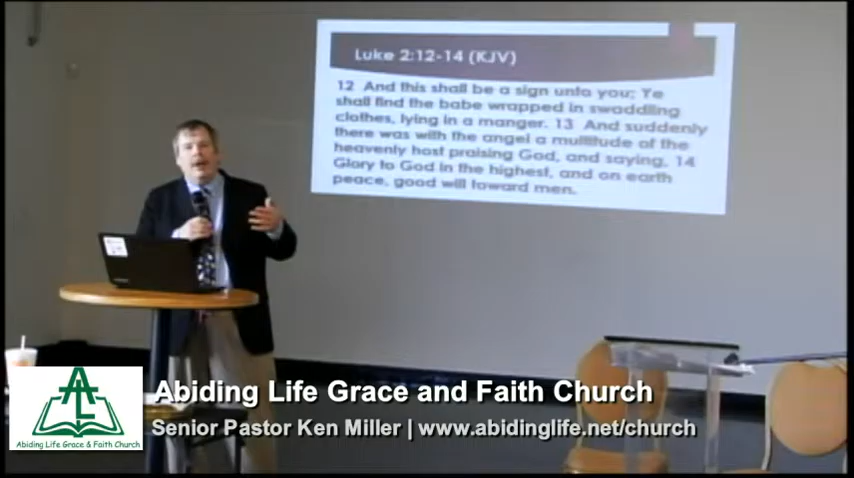 Luke 2:12-14 (KJV)
12 And this shall be a sign unto you; Ye
shall find the babe wrapped in swaddling
clothes, lying in a manger. 13 And suddenly
there was with the angel a multitude of the
heavenly host praising God, and saying, 14
Glory to God in the highest, and on earth
peace, good will toward men.
Abiding Life Grace and Faith Church
Senior Pastor Ken Miller | www.abidinglife.net/church
AL
Abiding Life Grace & Faith Church